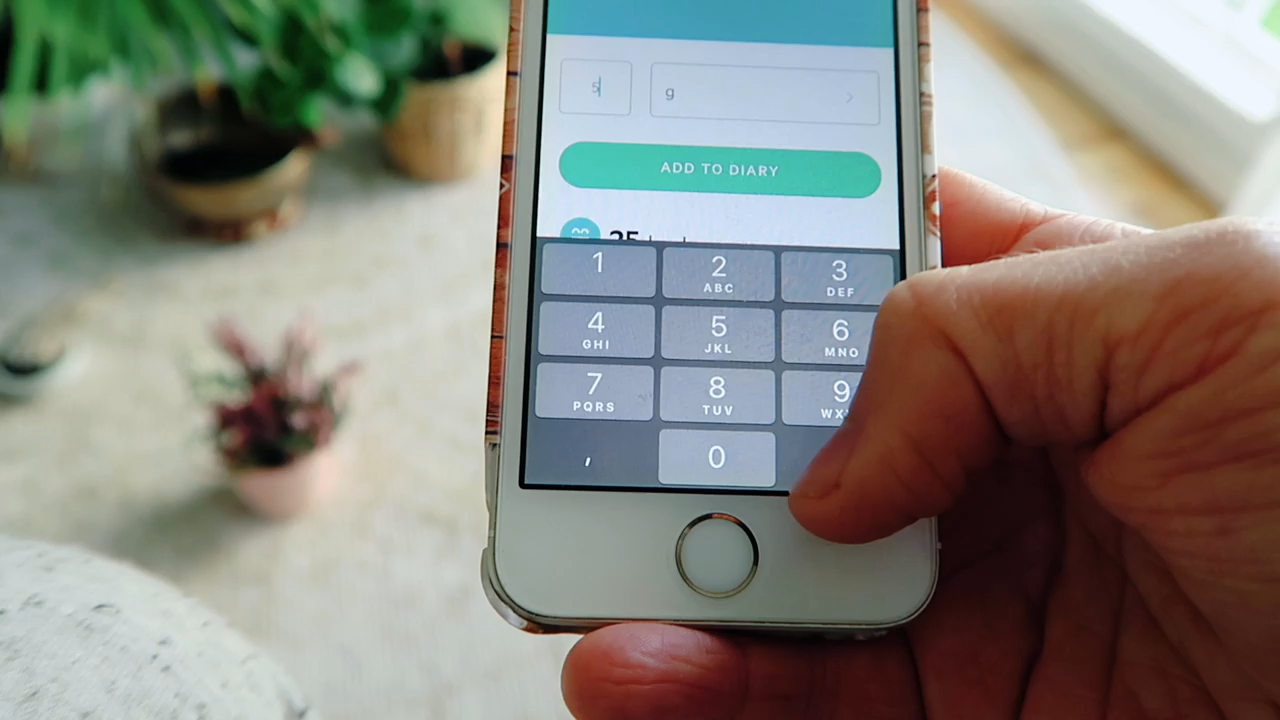 5 g
ADD TO DIARY
25
1 2 3
ABC DEF
4 5 6
GHI JKL MNO
7 8 9
PQRS TUV
, 0